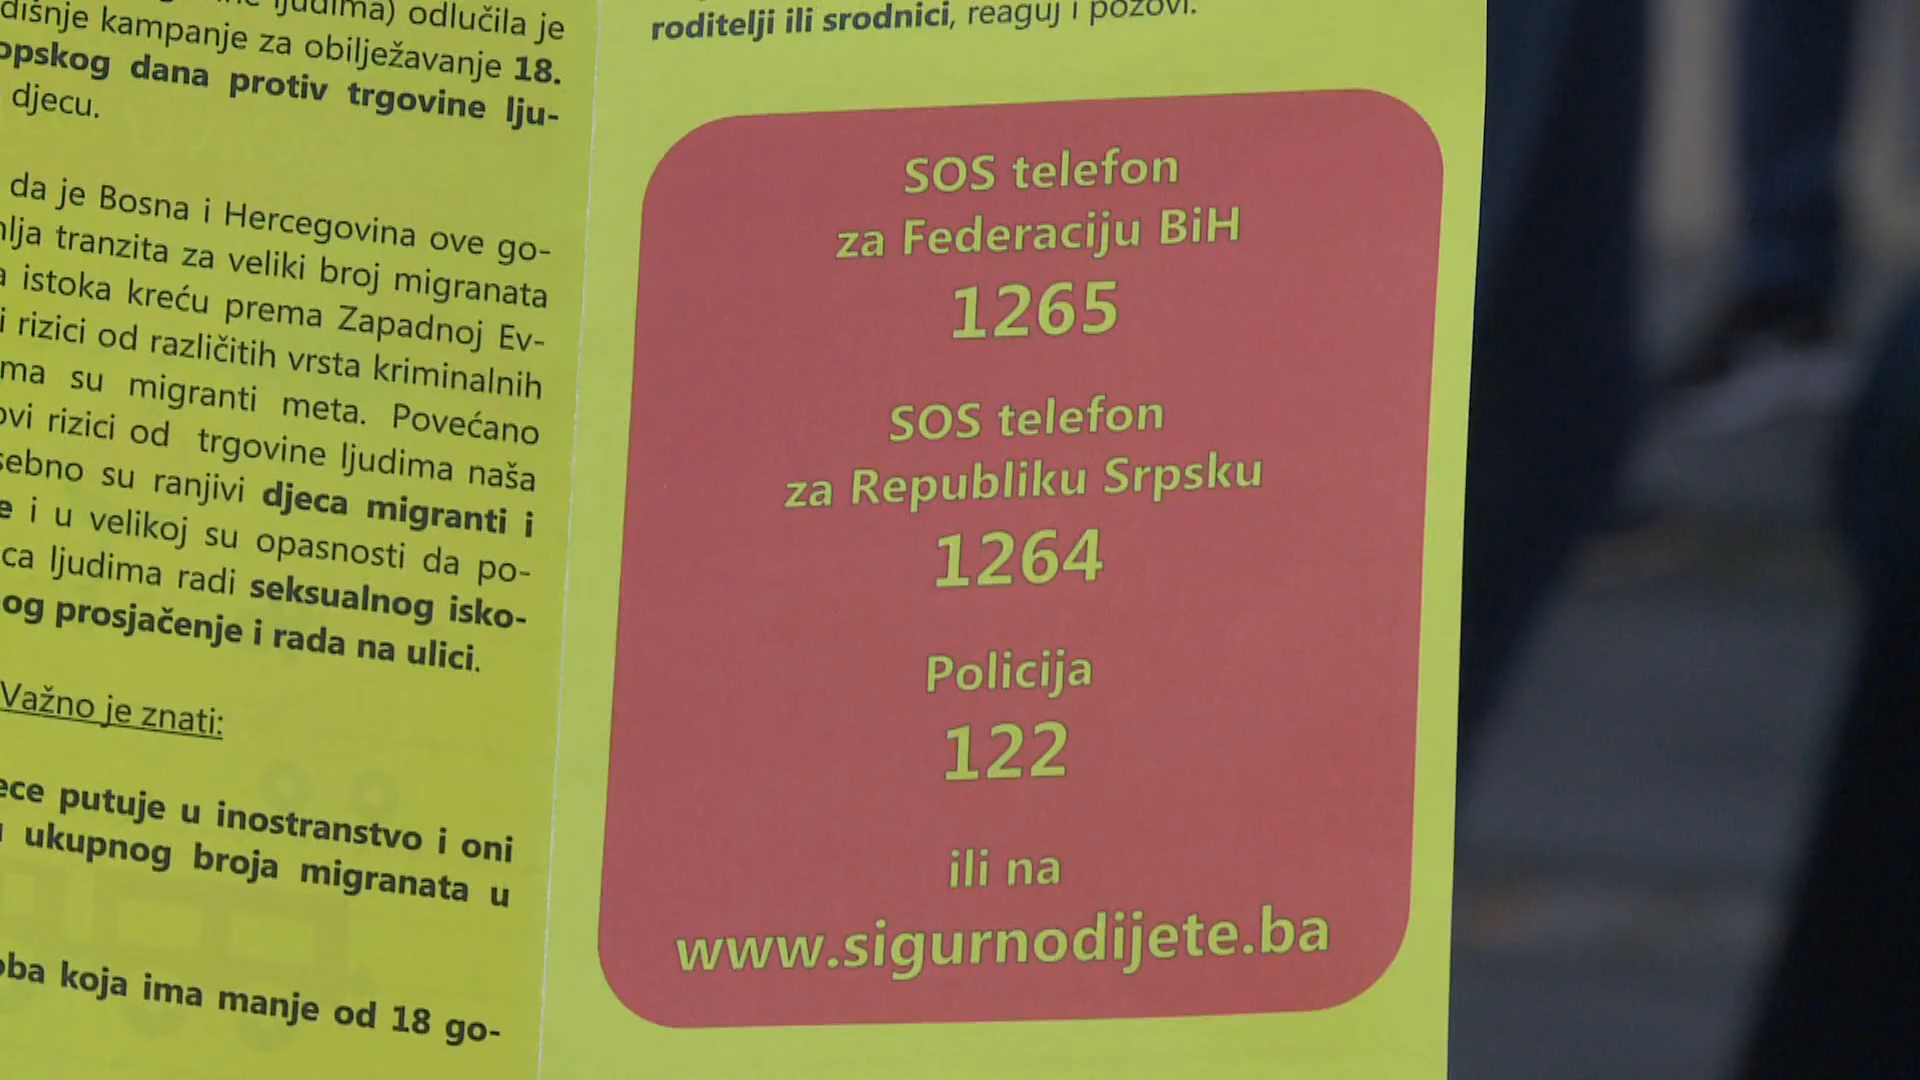 ljudima) odlučila je
dišnje kampanje za obilježavanje 18.
opskog dana protiv trgovine lju-
djecu.
da je Bosna i Hercegovina ove go-
lja tranzita za veliki broj migranata
istoka kreću prema Zapadnoj Ev-
i rizici od različitih vrsta kriminalnih
ma su migranti meta. Povećano
ovi rizici od trgovine ljudima naša
sebno su ranjivi djeca migranti i
e i u velikoj su opasnosti da po-
ca ljudima radi seksualnog isko-
og prosjačenje i rada na ulici.
Važno je znati:
ece putuje u inostranstvo i oni
ukupnog broja migranata u
oba koja ima manje od 18 go-
roditelji ili srodnici, reaguj i pozovi.
SOS telefon
za Federaciju BiH
1265
SOS telefon
za Republiku Srpsku
1264
Policija
122
ili na
www.sigurnodijete.ba